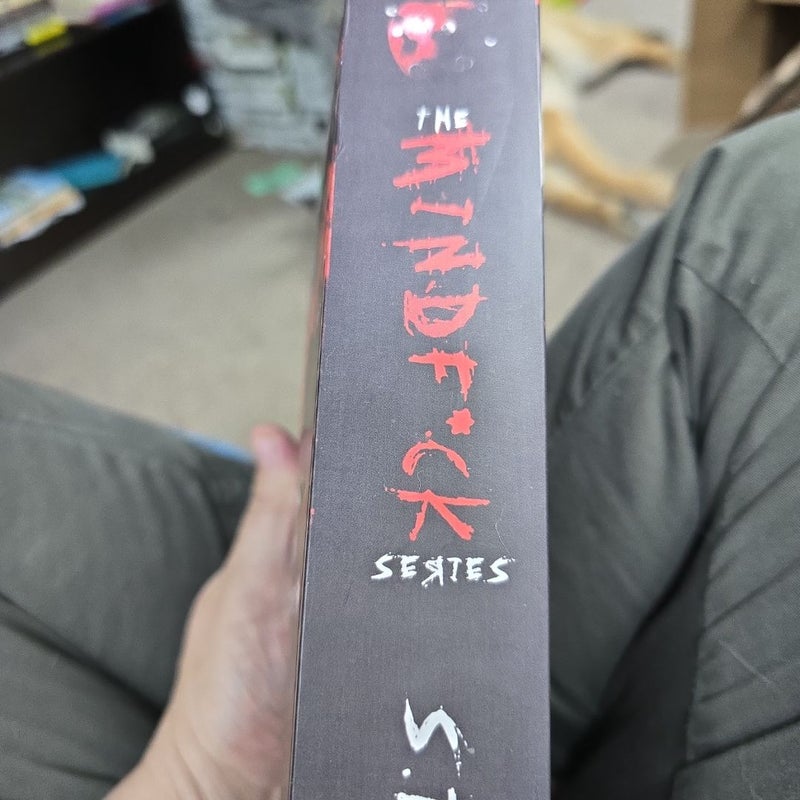 THE
MINDF*CK
SERIES
S.